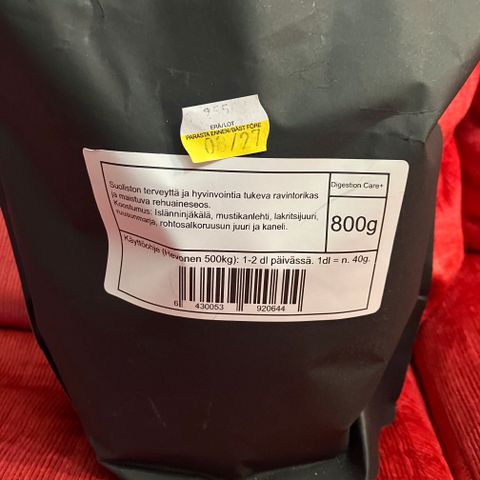 355
ERÄ/LOT
PARASTA ENNEN/BÄST FÖRE
08/27
Suoliston terveyttä ja hyvinvointia tukeva ravintorikas
ja maistuva rehuaineseos.
Koostumus: Islänninjäkälä, mustikanlehti, lakritsijuuri,
ruusunmarja, rohtosalkoruusun juuri ja kaneli.
Digestion Care+
800g
Käyttöohje (Hevonen 500kg): 1-2 dl päivässä. 1dl = n. 40g.
6 430053 920644